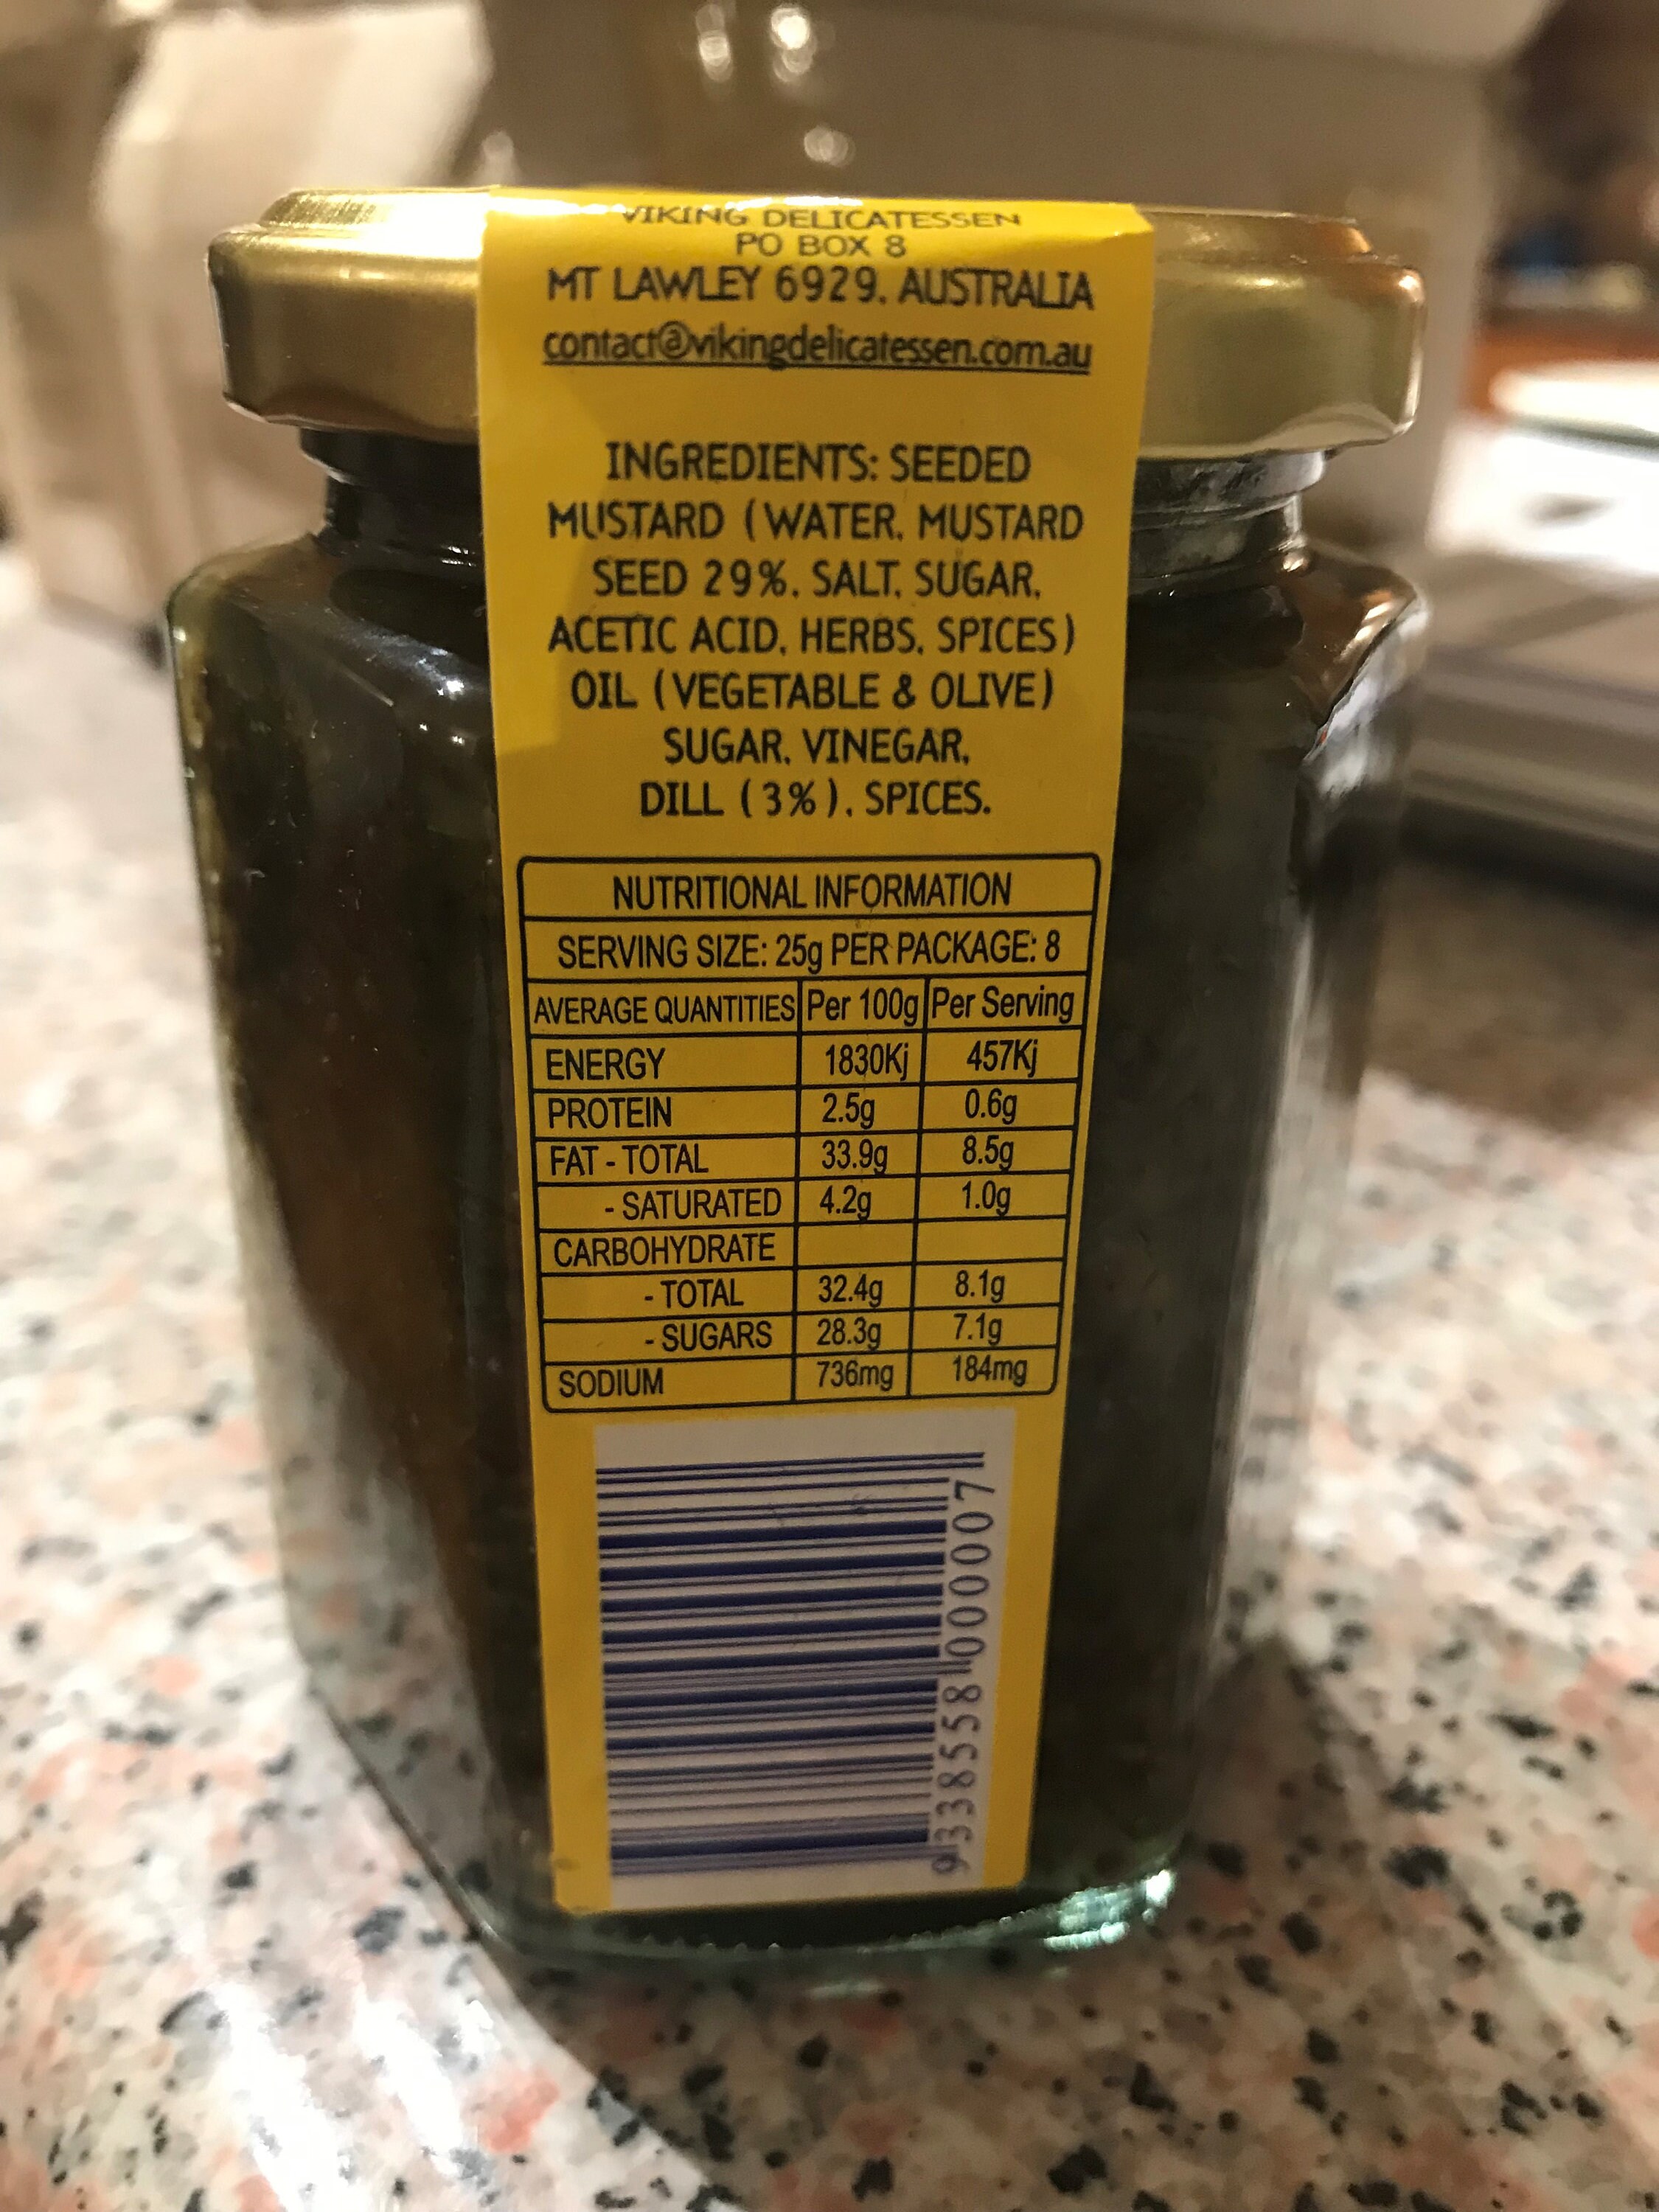 VIKING DELICATESSEN
PO BOX 8
MT LAWLEY 6929, AUSTRALIA
contact@vikingdelicatessen.com.au
INGREDIENTS: SEEDED
MUSTARD (WATER, MUSTARD
SEED 29%, SALT, SUGAR,
ACETIC ACID, HERBS, SPICES)
OIL (VEGETABLE & OLIVE)
SUGAR, VINEGAR,
DILL (3%), SPICES.
NUTRITIONAL INFORMATION
SERVING SIZE: 25g PER PACKAGE: 8
AVERAGE QUANTITIES Per 100g Per Serving
ENERGY 1830Kj 457Kj
PROTEIN 2.5g 0.6g
FAT - TOTAL 33.9g 8.5g
- SATURATED 4.2g 1.0g
CARBOHYDRATE
- TOTAL 32.4g 8.1g
- SUGARS 28.3g 7.1g
SODIUM 736mg 184mg
9 338558 000007